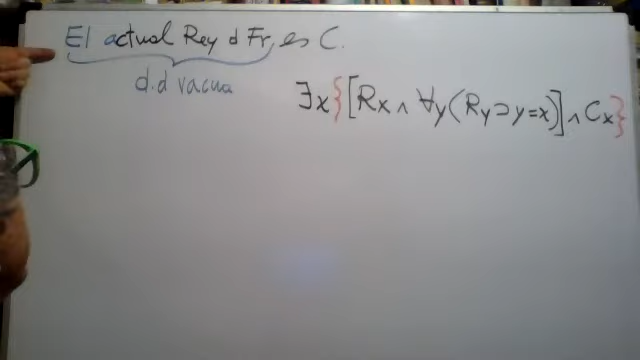 El actual Rey d Fr, es C.
d.d vacua
∃x{[Rx ∧ ∀y(Ry⊃y=x)]∧Cx}